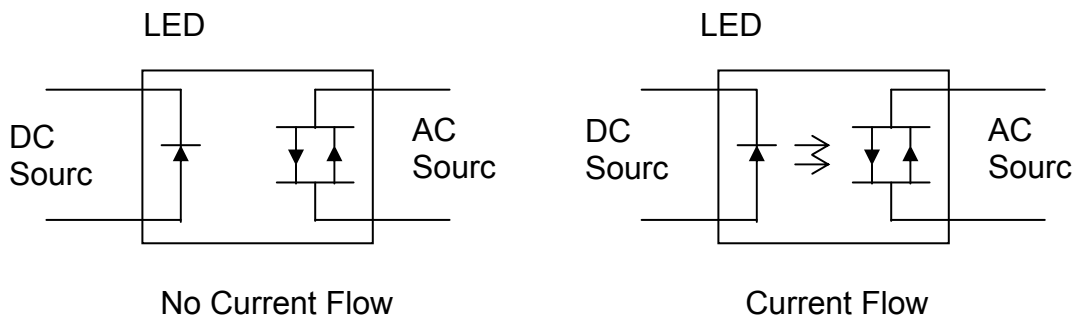 LED
DC
Sourc
AC
Sourc
No Current Flow
LED
DC
Sourc
AC
Sourc
Current Flow